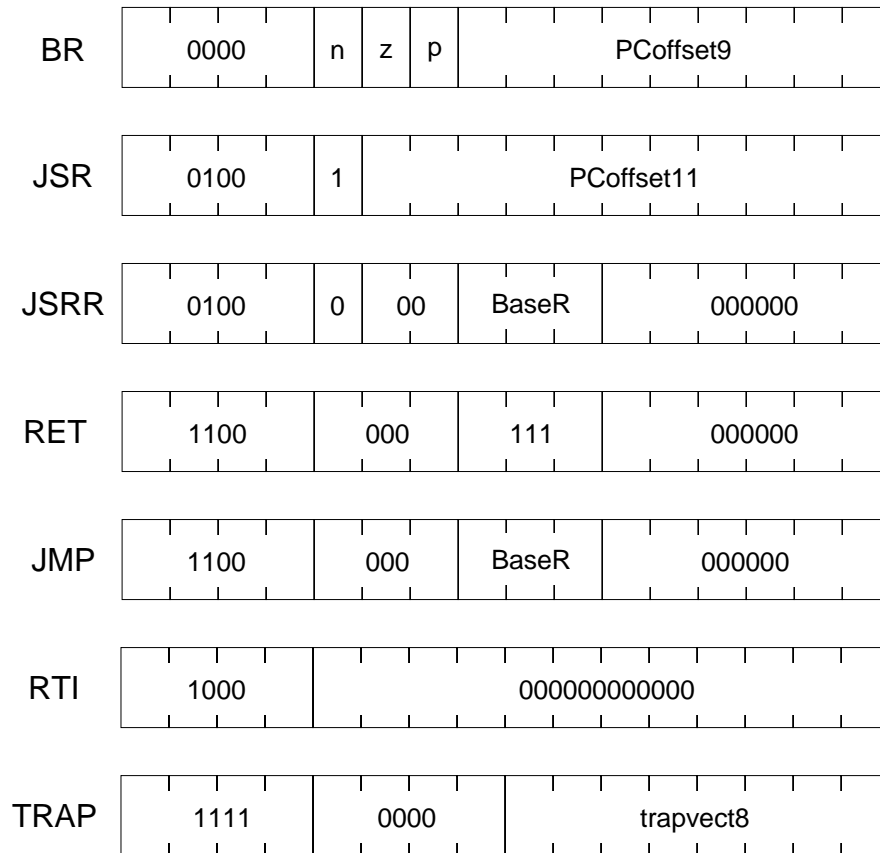 BR 0000 n z p PCoffset9
JSR 0100 1 PCoffset11
JSRR 0100 0 00 BaseR 000000
RET 1100 000 111 000000
JMP 1100 000 BaseR 000000
RTI 1000 000000000000
TRAP 1111 0000 trapvect8